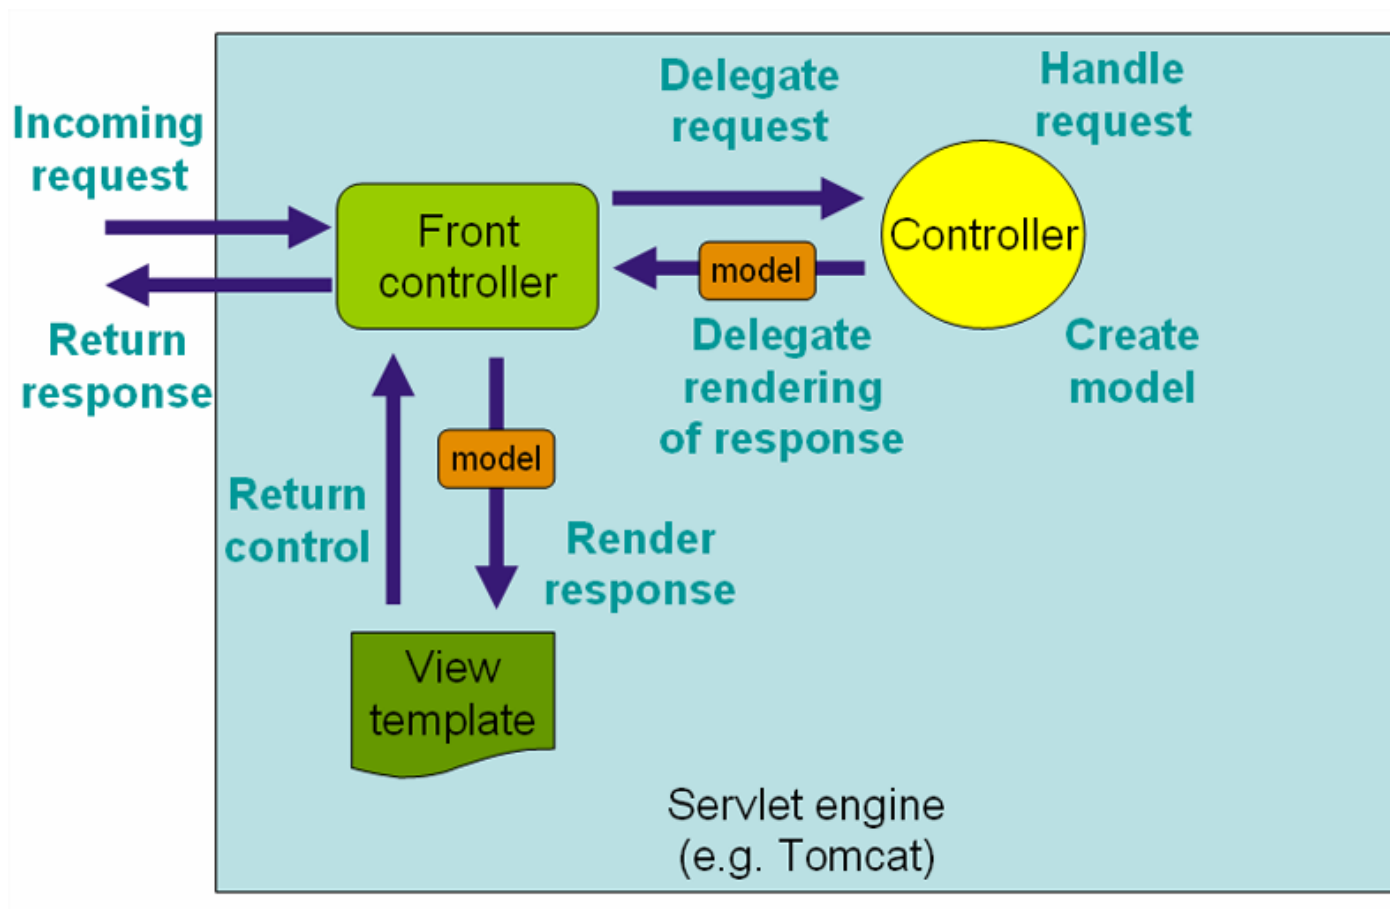 Incoming
request
Return
response
Front
controller
Delegate
request
Handle
request
Controller
model
Delegate
rendering
of response
Create
model
Return
control
model
Render
response
View
template
Servlet engine
(e.g. Tomcat)